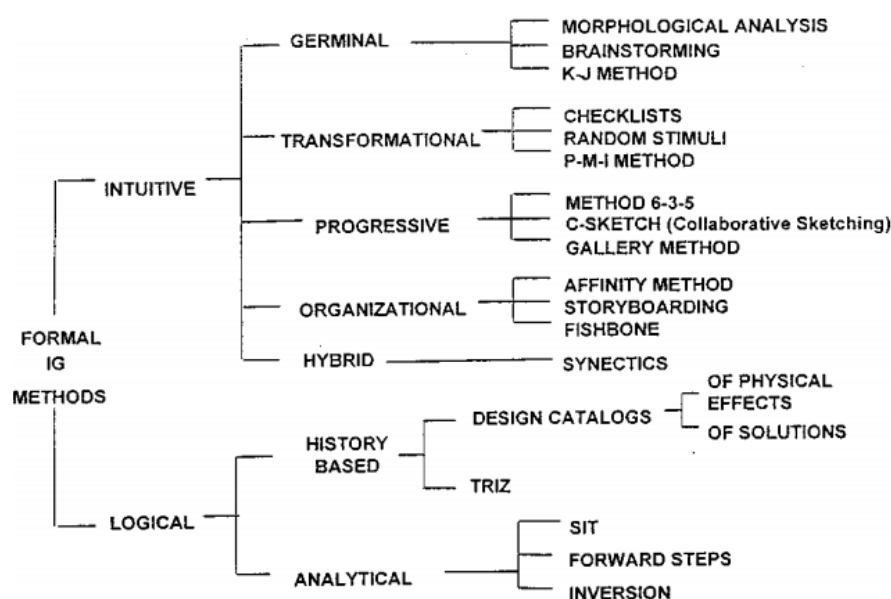 GERMINAL
MORPHOLOGICAL ANALYSIS
BRAINSTORMING
K-J METHOD
TRANSFORMATIONAL
CHECKLISTS
RANDOM STIMULI
P-M-I METHOD
INTUITIVE
PROGRESSIVE
METHOD 6-3-5
C-SKETCH (Collaborative Sketching)
GALLERY METHOD
ORGANIZATIONAL
AFFINITY METHOD
STORYBOARDING
FISHBONE
HYBRID
SYNECTICS
FORMAL
IG
METHODS
LOGICAL
HISTORY
BASED
DESIGN CATALOGS
OF PHYSICAL
EFFECTS
OF SOLUTIONS
TRIZ
ANALYTICAL
SIT
FORWARD STEPS
INVERSION